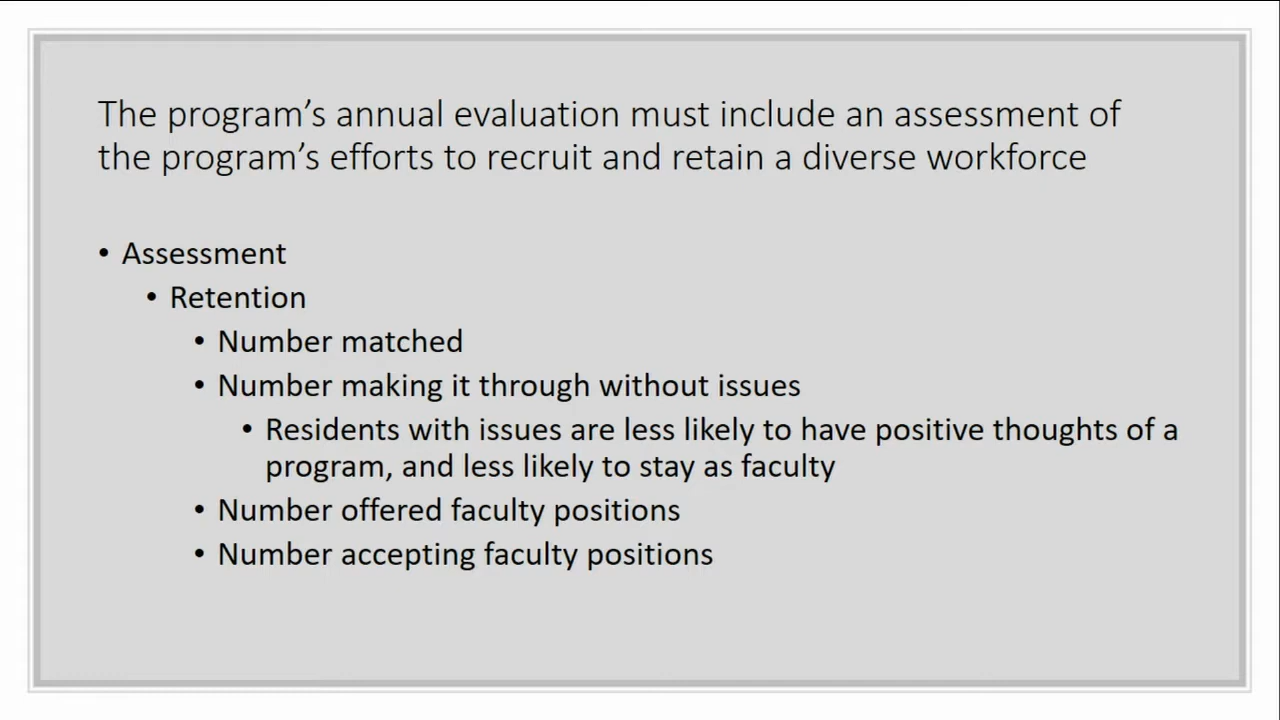 The program’s annual evaluation must include an assessment of
the program’s efforts to recruit and retain a diverse workforce
• Assessment
• Retention
• Number matched
• Number making it through without issues
• Residents with issues are less likely to have positive thoughts of a
program, and less likely to stay as faculty
• Number offered faculty positions
• Number accepting faculty positions